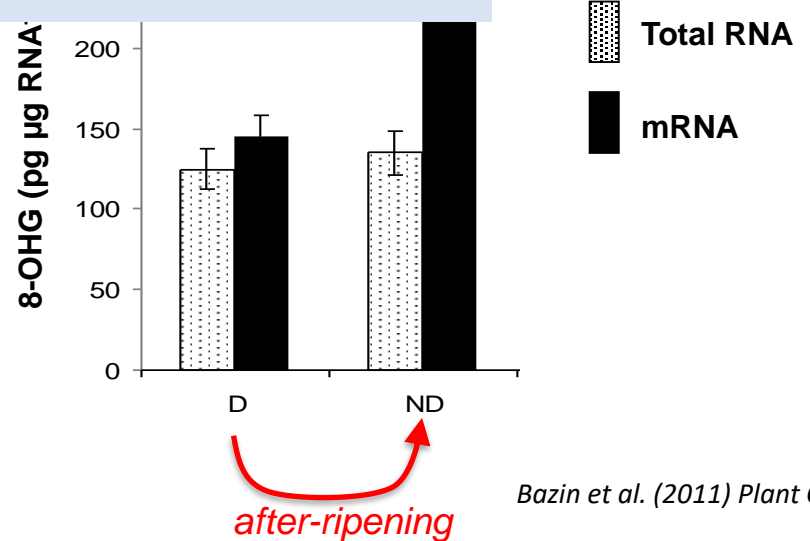 8-OHG (pg µg RNA
200
150
100
50
0
D
ND
Total RNA
mRNA
after-ripening
Bazin et al. (2011) Plant